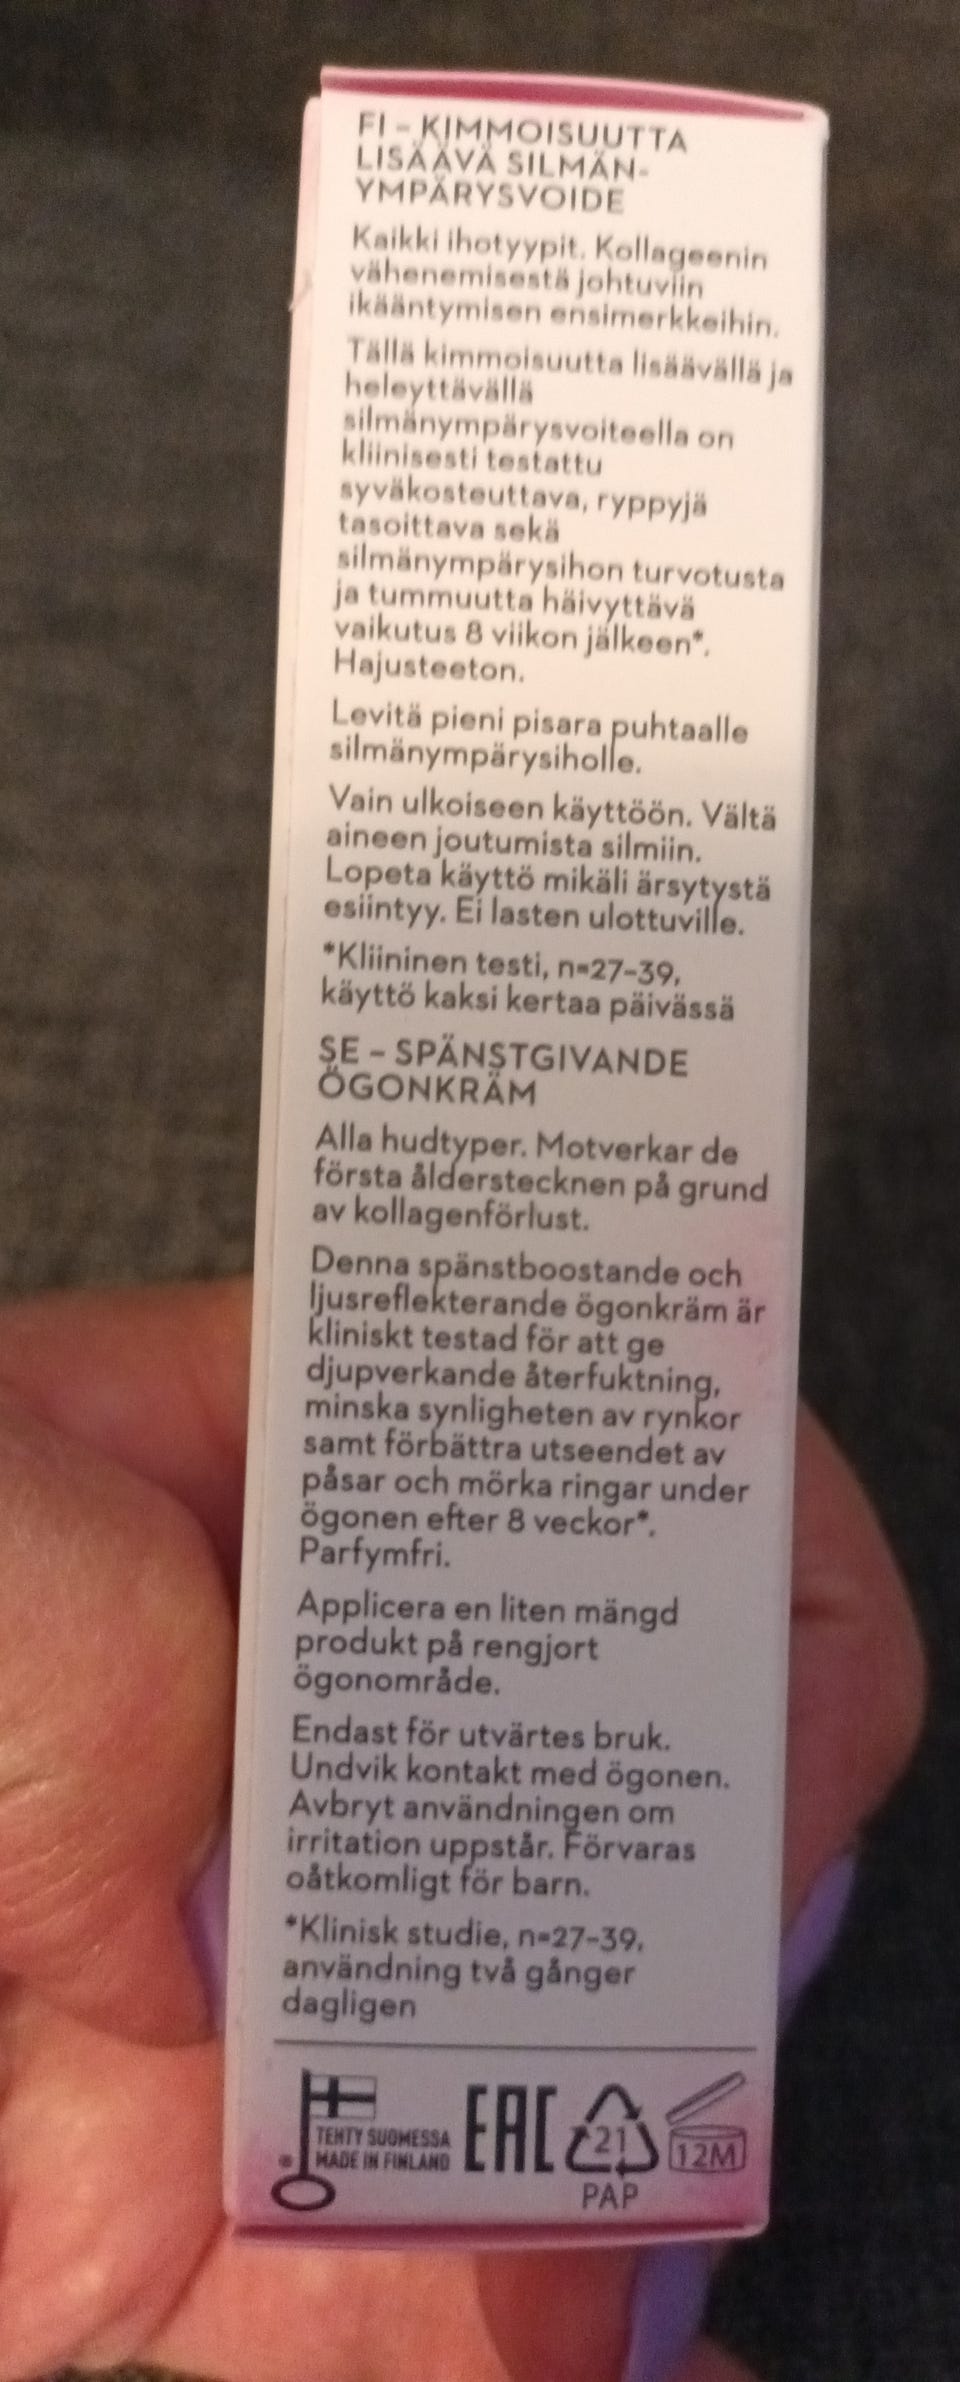 FI - KIMMOISUUTTA
LISÄÄVÄ SILMÄN-
YMPÄRYSVOIDE
Kaikki ihotyypit. Kollageenin
vähenemisestä johtuviin
ikääntymisen ensimerkkeihin.
Tällä kimmoisuutta lisäävällä ja
heleyttävällä
silmänympärysvoiteella on
kliinisesti testattu
syväkosteuttava, ryppyjä
tasoittava sekä
silmänympärysihon turvotusta
ja tummuutta häivyttävä
vaikutus 8 viikon jälkeen*.
Hajusteeton.
Levitä pieni pisara puhtaalle
silmänympärysiholle.
Vain ulkoiseen käyttöön. Vältä
aineen joutumista silmiin.
Lopeta käyttö mikäli ärsytystä
esiintyy. Ei lasten ulottuville.
*Kliininen testi, n=27-39,
käyttö kaksi kertaa päivässä
SE - SPÄNSTGIVANDE
ÖGONKRÄM
Alla hudtyper. Motverkar de
första ålderstecknen på grund
av kollagenförlust.
Denna spänstboostande och
ljusreflekterande ögonkräm är
kliniskt testad för att ge
djupverkande återfuktning,
minska synligheten av rynkor
samt förbättra utseendet av
påsar och mörka ringar under
ögonen efter 8 veckor*.
Parfymfri.
Applicera en liten mängd
produkt på rengjort
ögonområde.
Endast för utvärtes bruk.
Undvik kontakt med ögonen.
Avbryt användningen om
irritation uppstår. Förvaras
oåtkomligt för barn.
*Klinisk studie, n=27-39,
användning två gånger
dagligen
TEHTY SUOMESSA
® MADE IN FINLAND
EAC
21
PAP
12M